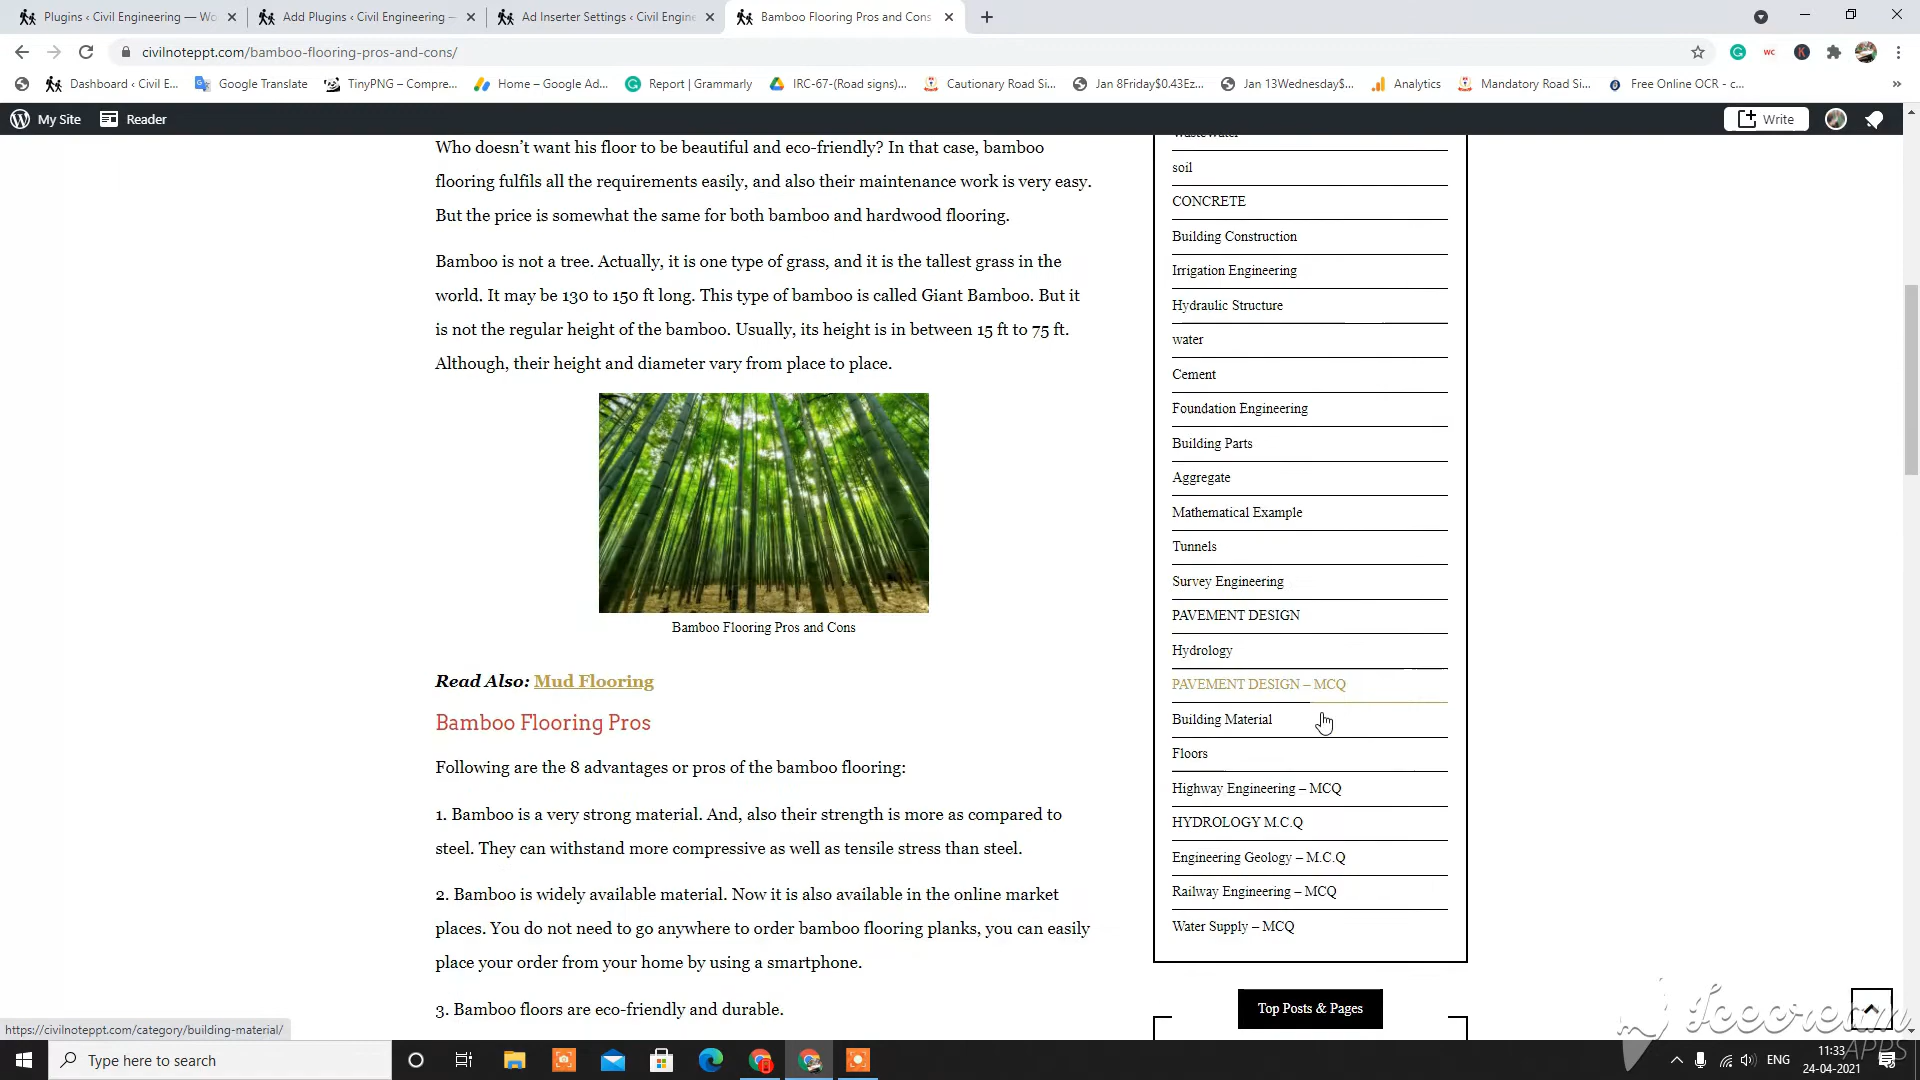 Plugins ‹ Civil Engineering — Wo
Add Plugins ‹ Civil Engineering —
Ad Inserter Settings ‹ Civil Engine
Bamboo Flooring Pros and Cons
civilnoteppt.com/bamboo-flooring-pros-and-cons/
Dashboard ‹ Civil E...
Google Translate
TinyPNG – Compre...
Home – Google Ad...
Report | Grammarly
IRC-67-(Road signs)...
Cautionary Road Si...
Jan 8Friday$0.43Ez...
Jan 13Wednesday$...
Analytics
Mandatory Road Si...
Free Online OCR - c...
My Site
Reader
Write
Who doesn't want his floor to be beautiful and eco-friendly? In that case, bamboo
flooring fulfils all the requirements easily, and also their maintenance work is very easy.
But the price is somewhat the same for both bamboo and hardwood flooring.
Bamboo is not a tree. Actually, it is one type of grass, and it is the tallest grass in the
world. It may be 130 to 150 ft long. This type of bamboo is called Giant Bamboo. But it
is not the regular height of the bamboo. Usually, its height is in between 15 ft to 75 ft.
Although, their height and diameter vary from place to place.
Bamboo Flooring Pros and Cons
Read Also: Mud Flooring
Bamboo Flooring Pros
Following are the 8 advantages or pros of the bamboo flooring:
1. Bamboo is a very strong material. And, also their strength is more as compared to
steel. They can withstand more compressive as well as tensile stress than steel.
2. Bamboo is widely available material. Now it is also available in the online market
places. You do not need to go anywhere to order bamboo flooring planks, you can easily
place your order from your home by using a smartphone.
3. Bamboo floors are eco-friendly and durable.
WasteWater
soil
CONCRETE
Building Construction
Irrigation Engineering
Hydraulic Structure
water
Cement
Foundation Engineering
Building Parts
Aggregate
Mathematical Example
Tunnels
Survey Engineering
PAVEMENT DESIGN
Hydrology
PAVEMENT DESIGN – MCQ
Building Material
Floors
Highway Engineering – MCQ
HYDROLOGY M.C.Q
Engineering Geology – M.C.Q
Railway Engineering – MCQ
Water Supply – MCQ
Top Posts & Pages
https://civilnoteppt.com/category/building-material/
Icecream
APPS
Type here to search
ENG
11:33
24-04-2021